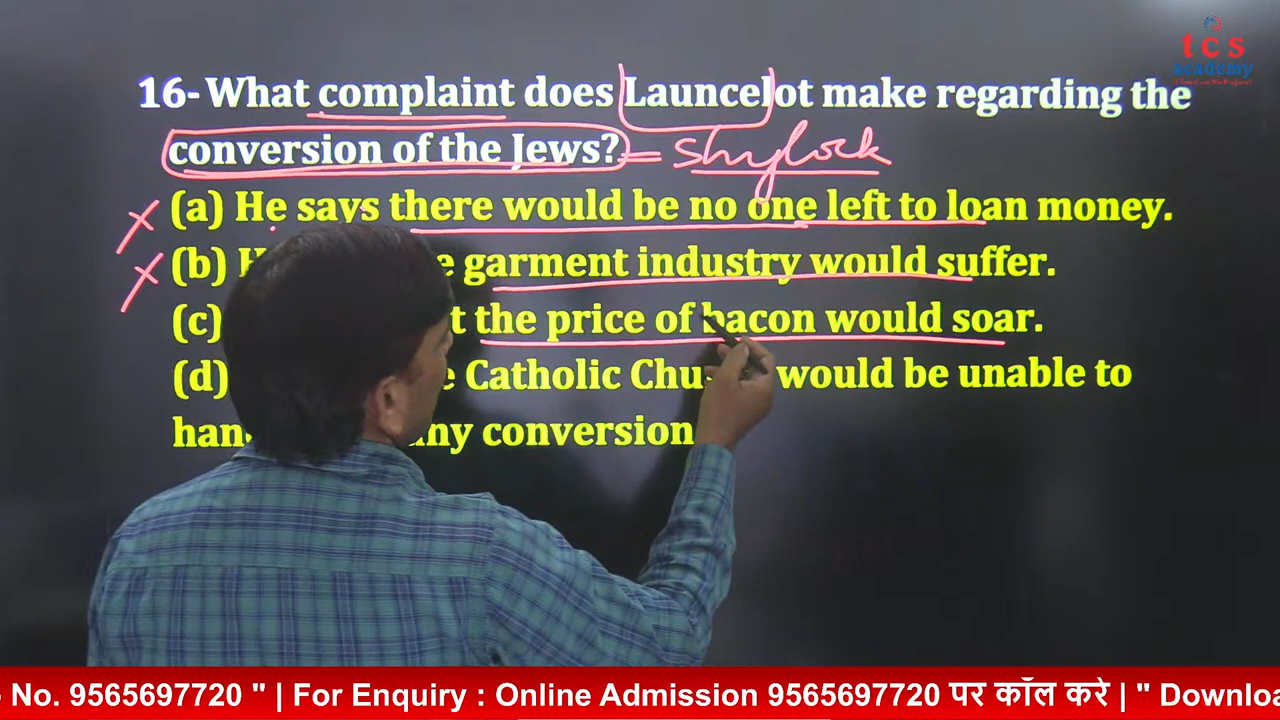 tcs
academy
16- What complaint does Launcelot make regarding the
conversion of the Jews? = Shylock
(a) He says there would be no one left to loan money.
(b) garment industry would suffer.
(c) the price of bacon would soar.
(d) Catholic would be unable to
conversion
No. 9565697720 " | For Enquiry : Online Admission 9565697720 पर कॉल करे | " Downloa